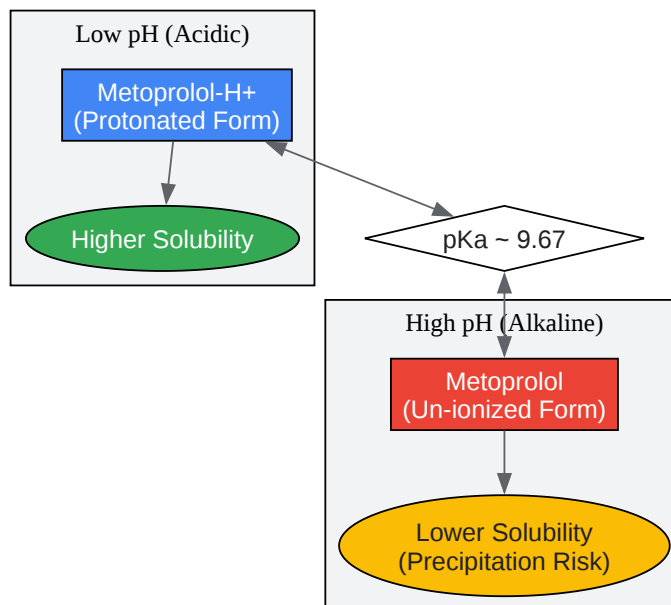 Low pH (Acidic)
Metoprolol-H+
(Protonated Form)
Higher Solubility
pKa ~ 9.67
High pH (Alkaline)
Metoprolol
(Un-ionized Form)
Lower Solubility
(Precipitation Risk)